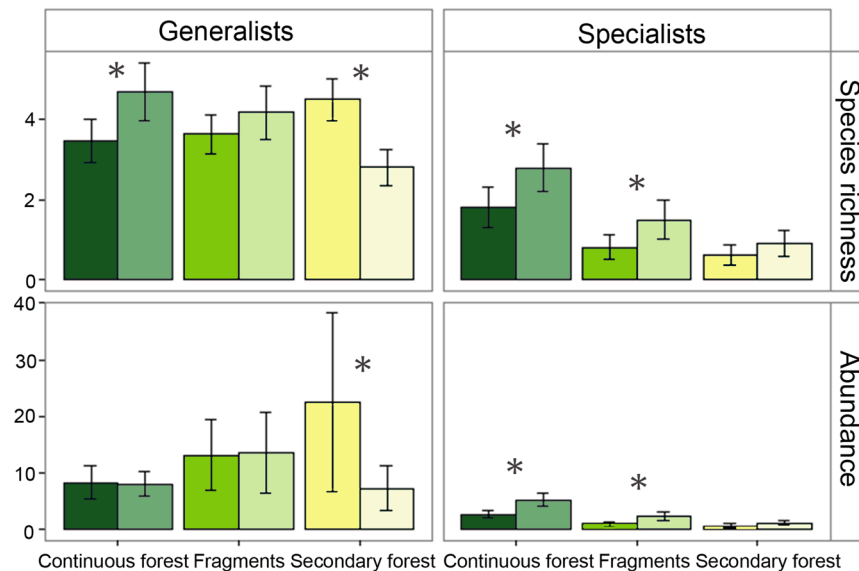 Generalists
Specialists
*
*
*
*
4
2
0
Species richness
40
30
20
10
0
*
*
*
Abundance
Continuous forest Fragments Secondary forest
Continuous forest Fragments Secondary forest